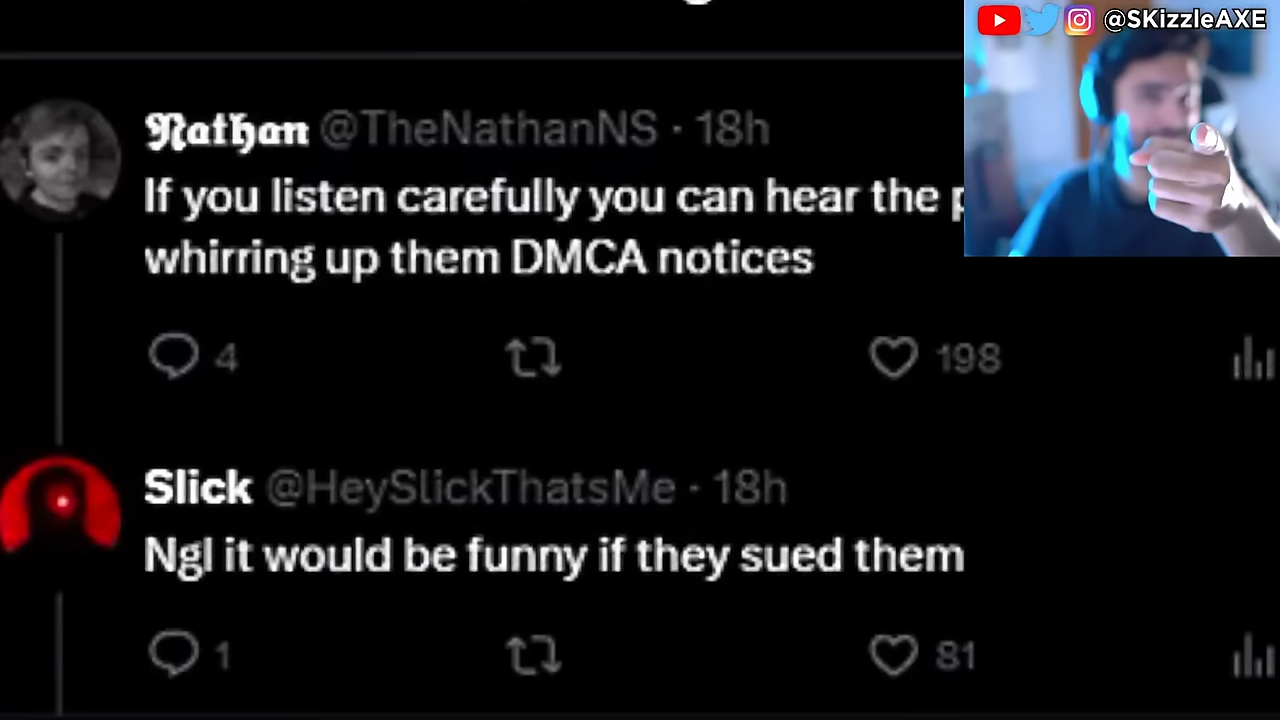 @SKizzleAXE
Nathan @TheNathanNS · 18h
If you listen carefully you can hear the
whirring up them DMCA notices
4 198
Slick @HeySlickThatsMe · 18h
Ngl it would be funny if they sued them
1 81